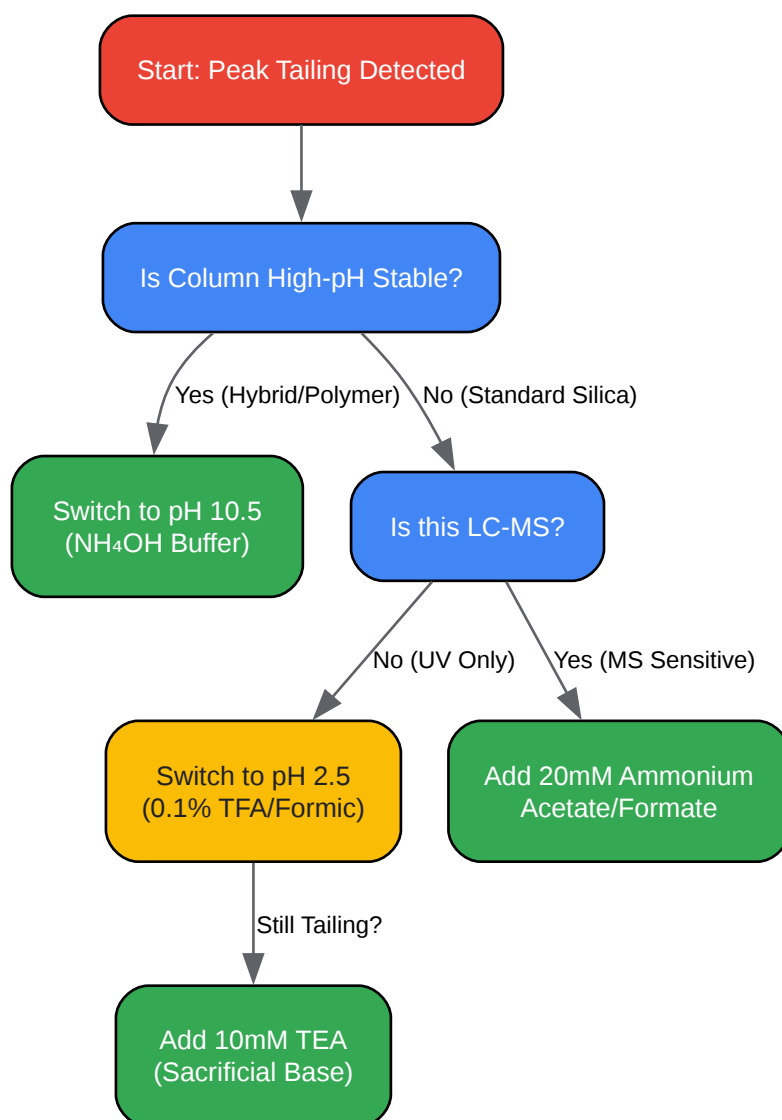 Start: Peak Tailing Detected
Is Column High-pH Stable?
Yes (Hybrid/Polymer)
No (Standard Silica)
Switch to pH 10.5
(NH₄OH Buffer)
Is this LC-MS?
No (UV Only)
Yes (MS Sensitive)
Switch to pH 2.5
(0.1% TFA/Formic)
Add 20mM Ammonium
Acetate/Formate
Still Tailing?
Add 10mM TEA
(Sacrificial Base)